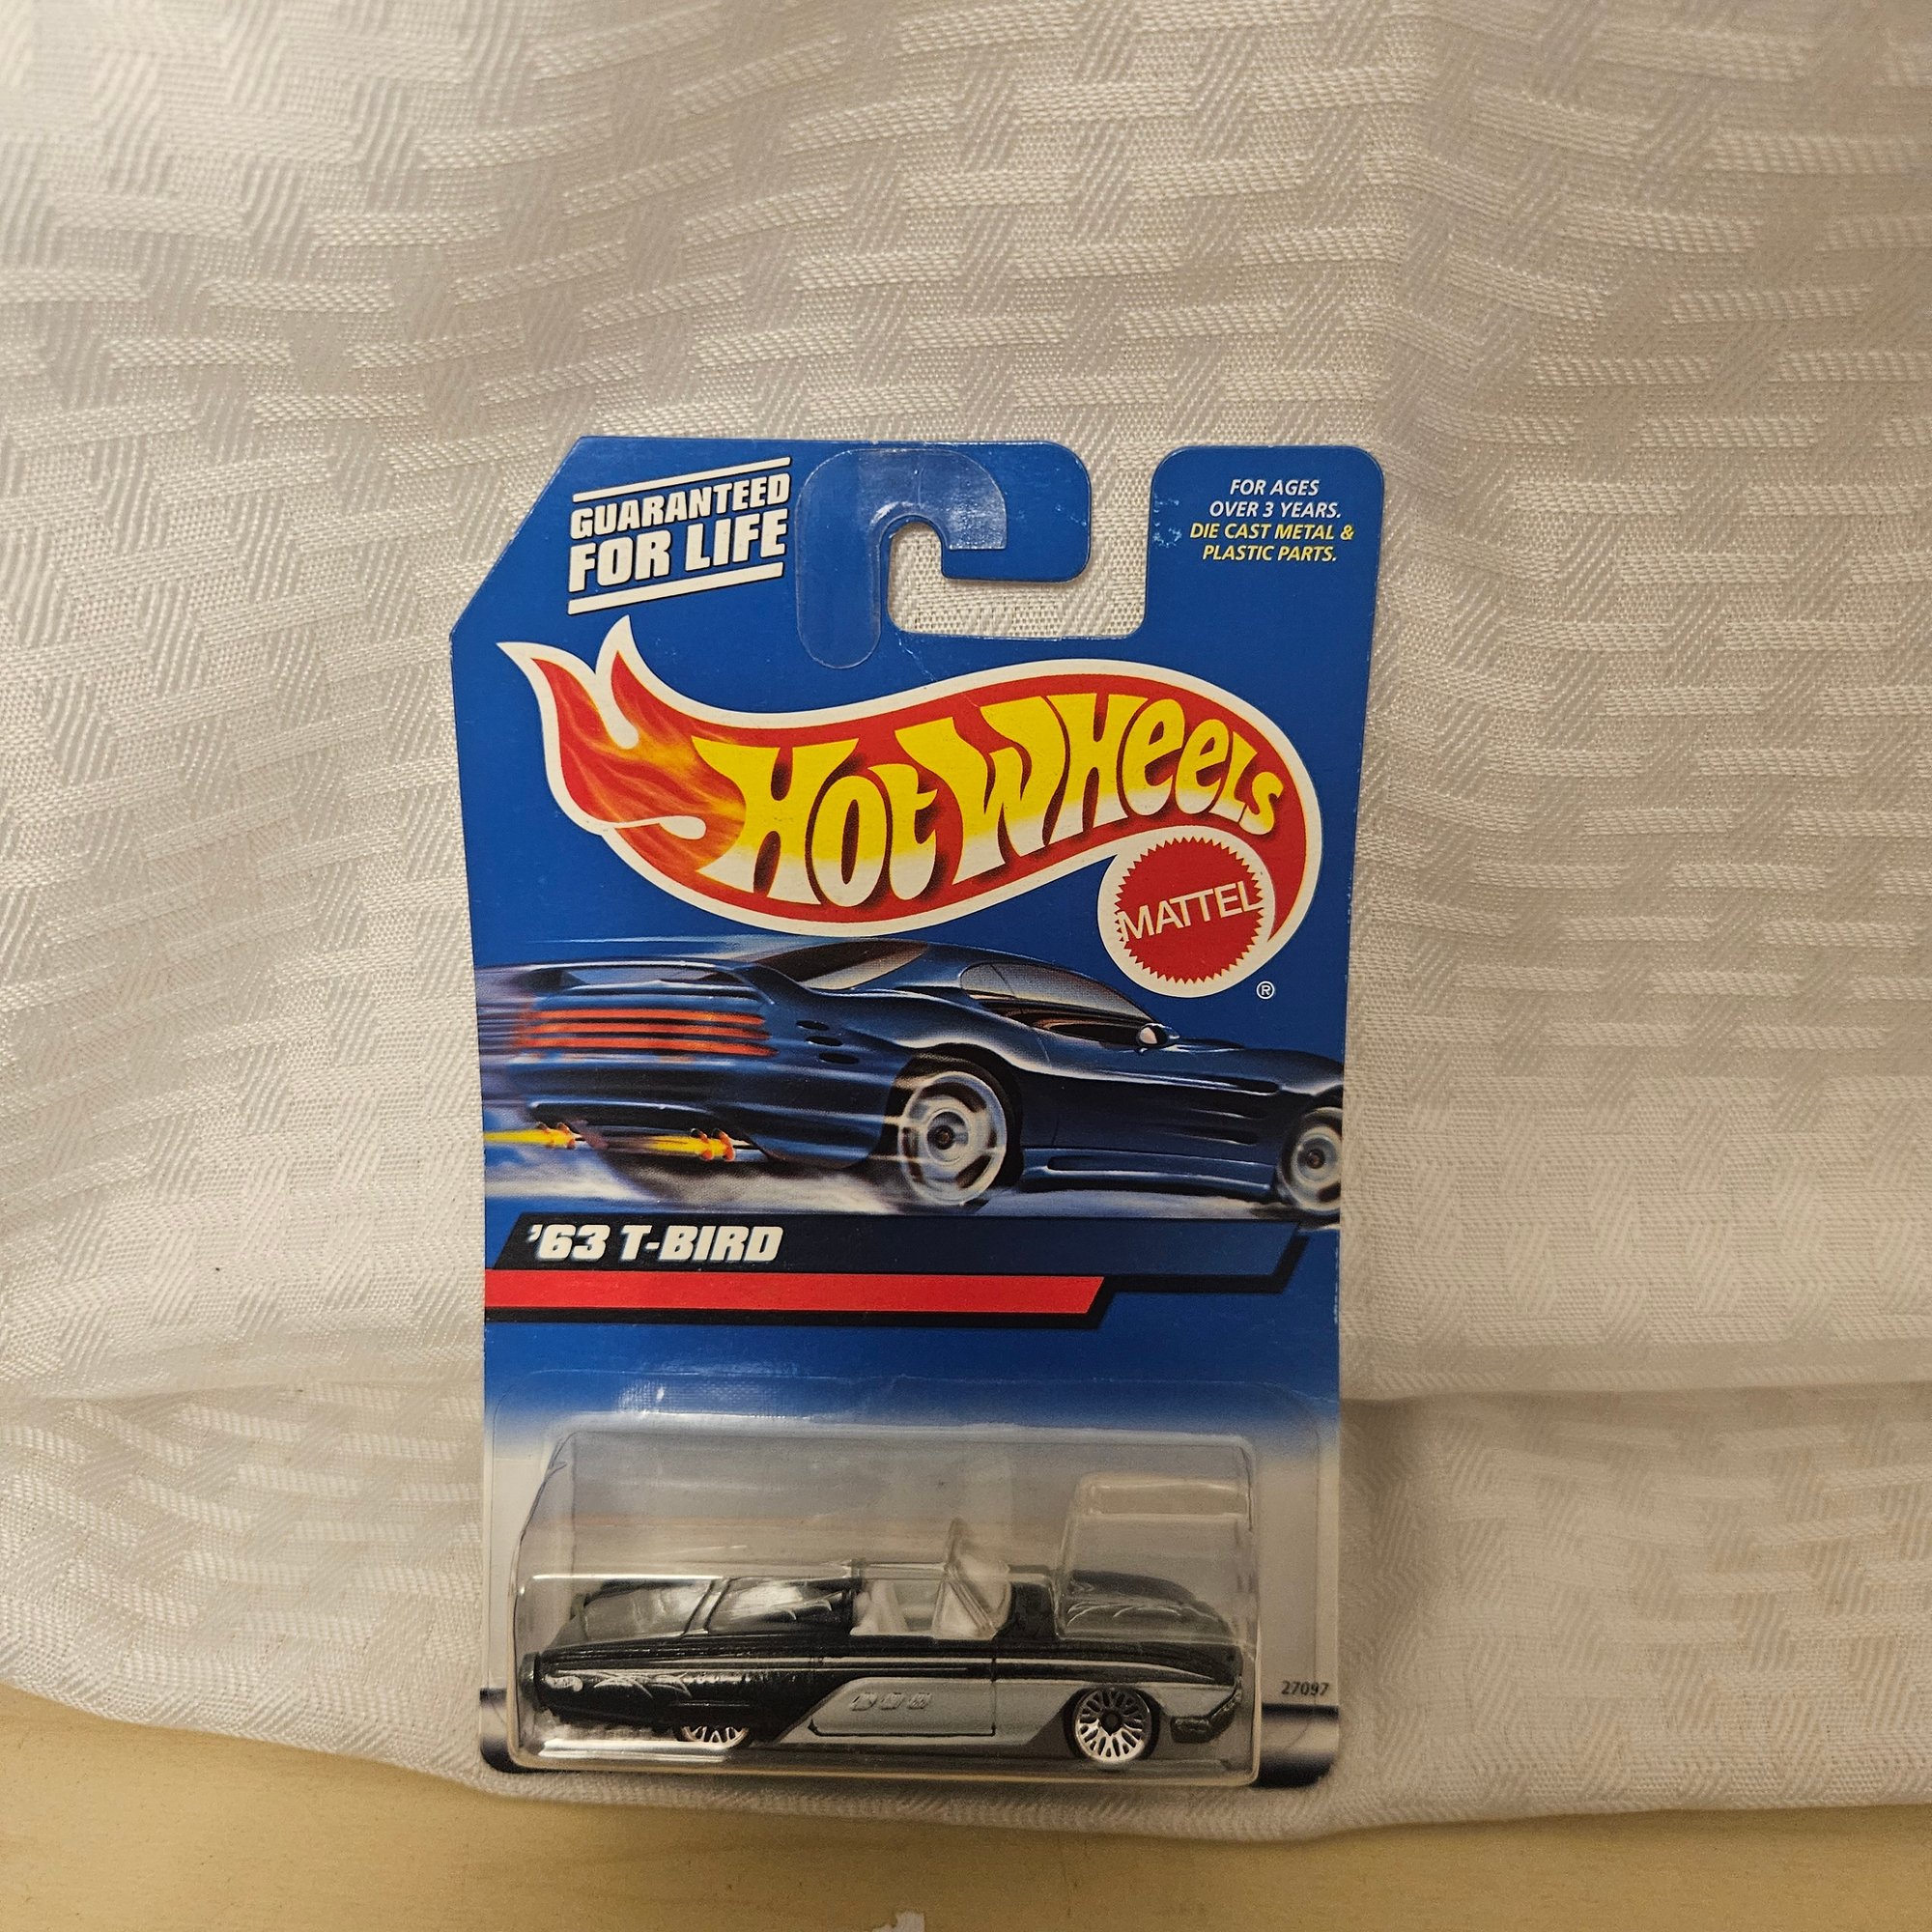 GUARANTEED
FOR LIFE
FOR AGES
OVER 3 YEARS.
DIE CAST METAL &
PLASTIC PARTS.
HOT WHEELS
MATTEL
®
'63 T-BIRD
27097